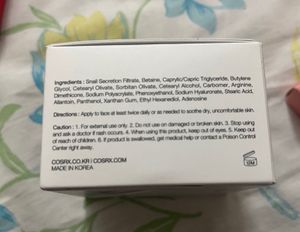 Ingredients : Snail Secretion Filtrate, Betaine, Caprylic/Capric Triglyceride, Butylene
Glycol, Cetearyl Olivate, Sorbitan Olivate, Cetearyl Alcohol, Carbomer, Arginine,
Dimethicone, Sodium Polyacrylate, Phenoxyethanol, Sodium Hyaluronate, Stearic Acid,
Allantoin, Panthenol, Xanthan Gum, Ethyl Hexanediol, Adenosine
Directions : Apply to face at least twice daily or as needed to soothe dry, uncomfortable skin.
Caution : 1. For external use only. 2. Do not use on damaged or broken skin. 3. Stop using
and ask a doctor if rash occurs. 4. When using this product, keep out of eyes. 5. Keep out
of reach of children. 6. If product is swallowed, get medical help or contact a Poison Control
Center right away.
COSRX.CO.KR | COSRX.COM
MADE IN KOREA
12M